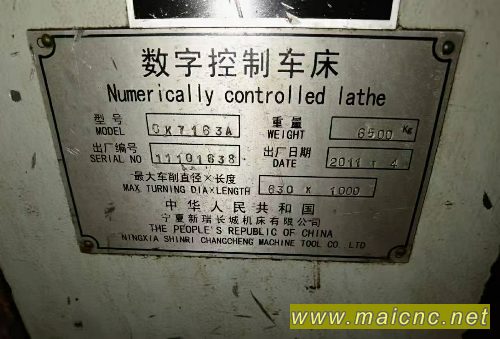 数字控制车床
Numerically controlled lathe
型号 MODEL CK7163A 重量 WEIGHT 6500 Kg
出厂编号 SERIAL NO 11101638 出厂日期 DATE 2011 1 4
最大车削直径×长度
MAX TURNING DIA×LENGTH 630 × 1000
中华人民共和国
宁夏新瑞长城机床有限公司
THE PEOPLE'S REPUBLIC OF CHINA
NINGXIA SHINRI CHANGCHENG MACHINE TOOL CO. LTD
www.maicnc.net